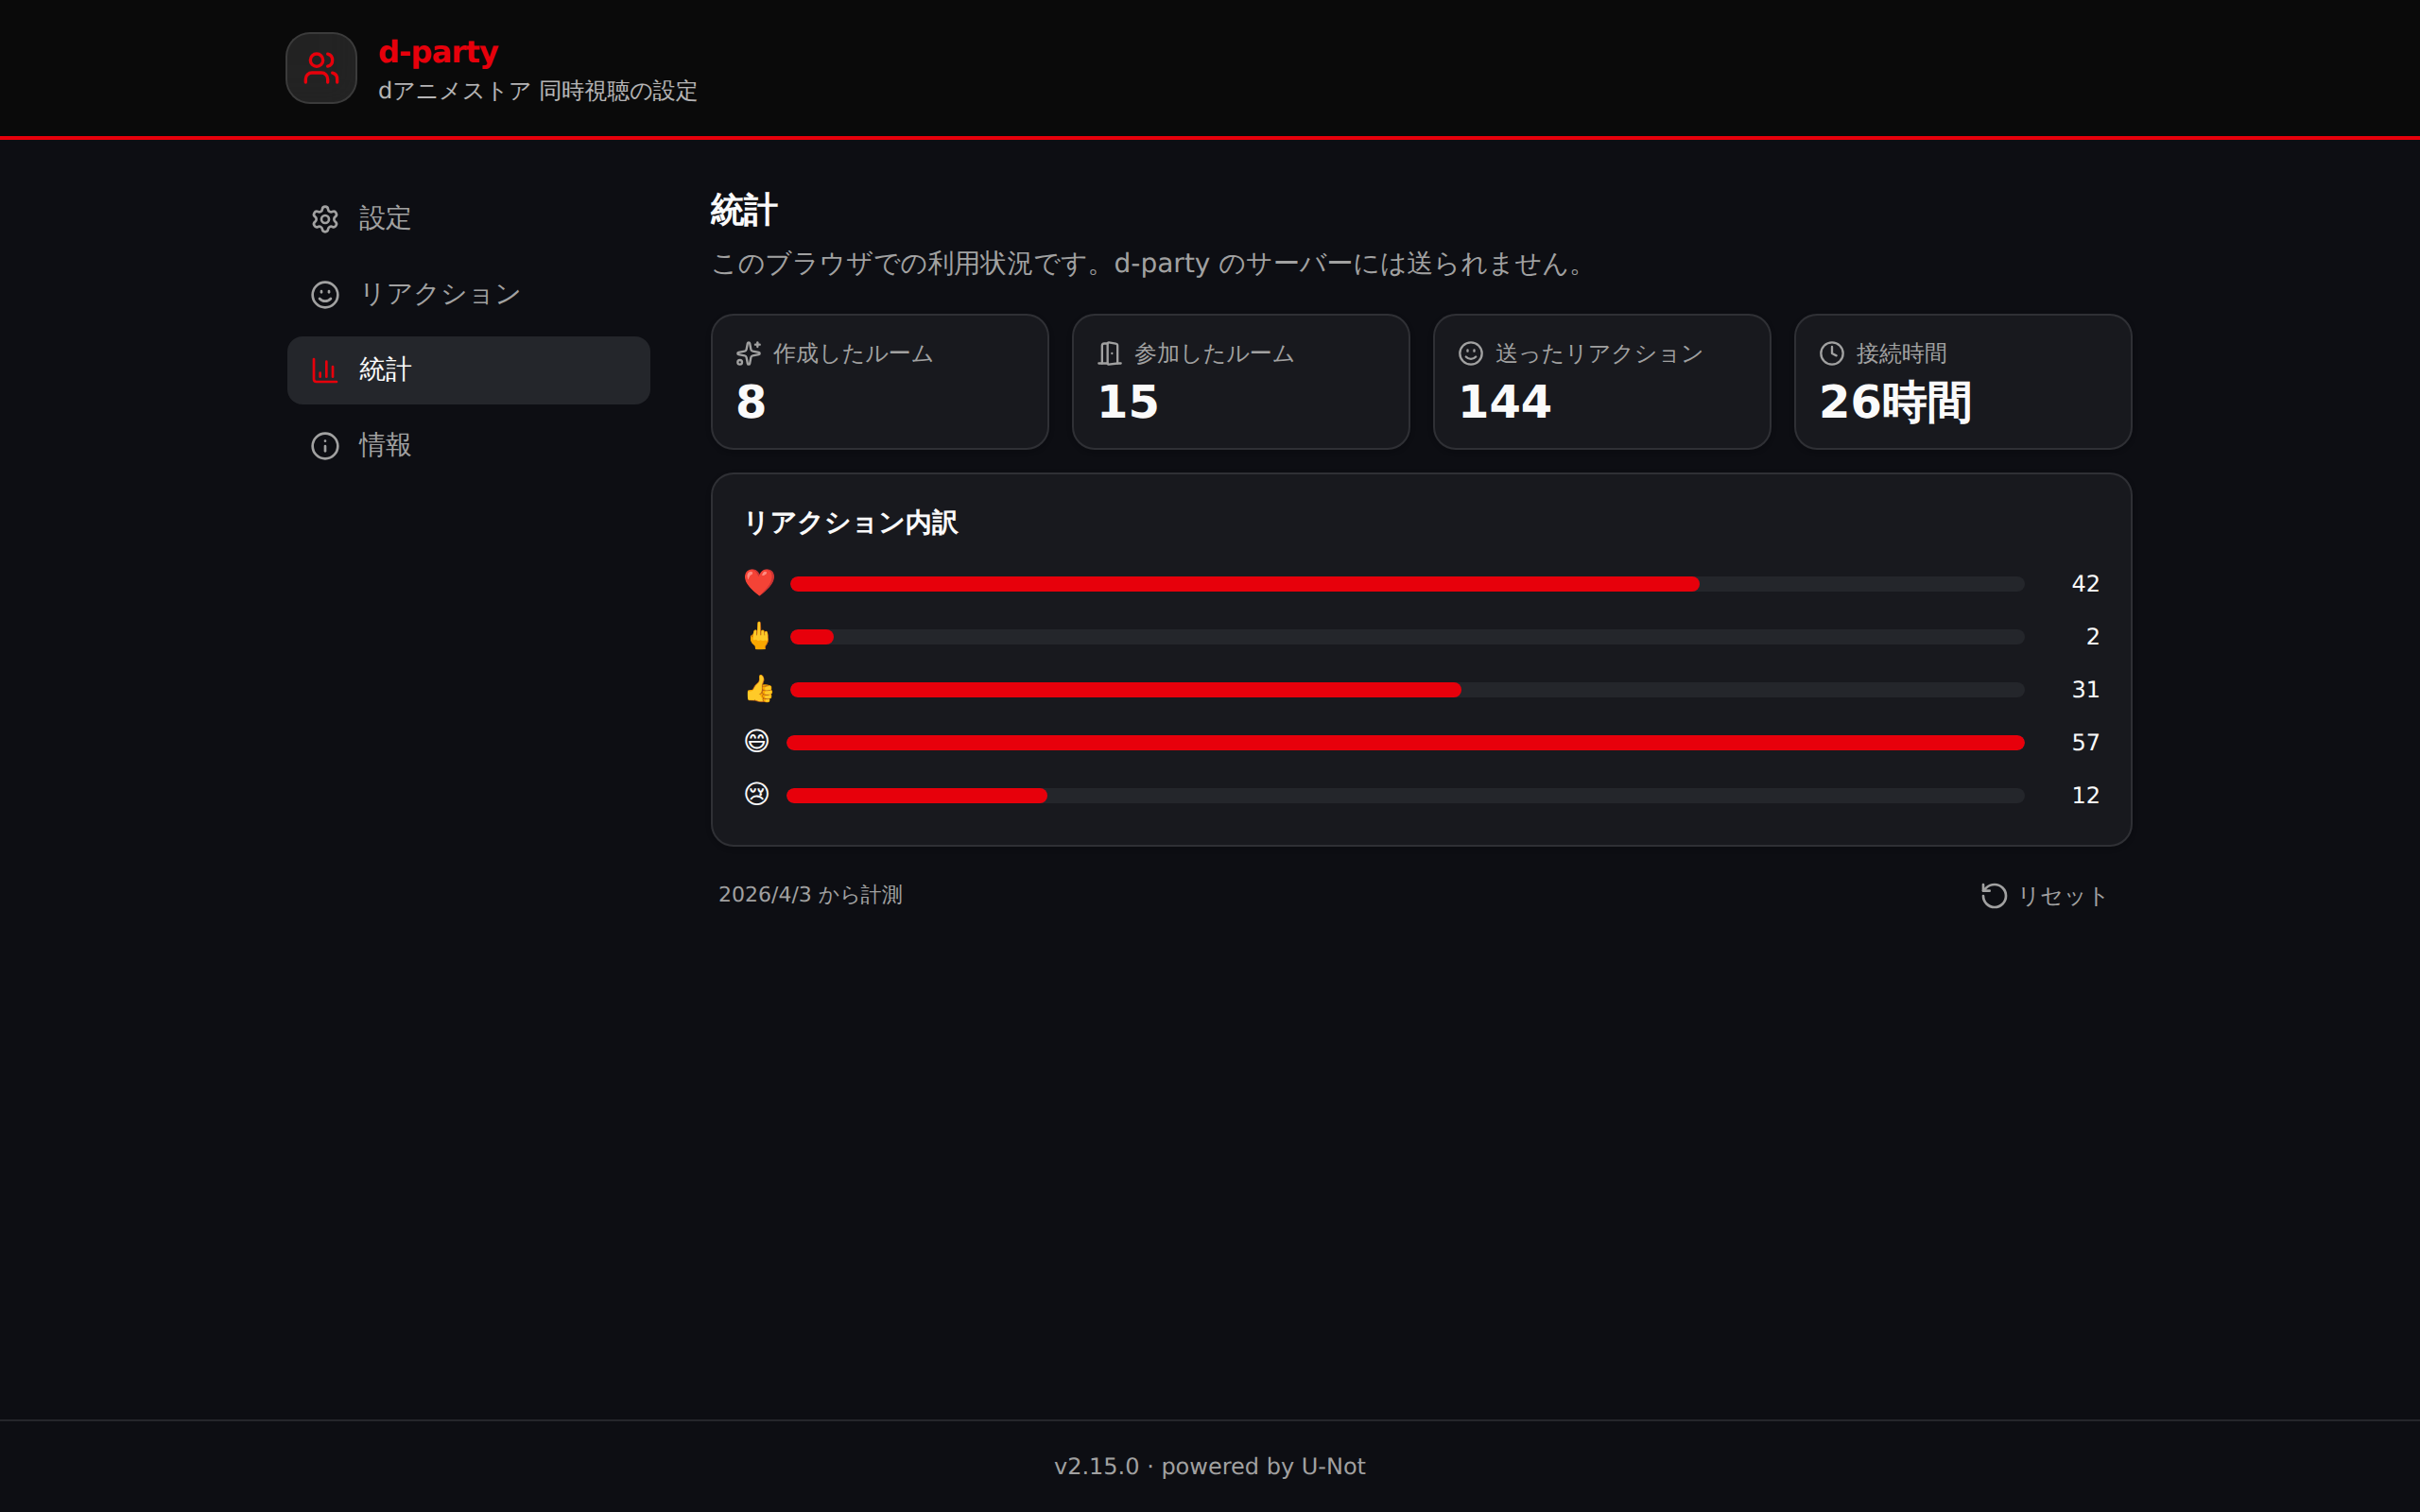 d-party
dアニメストア 同時視聴の設定
設定
リアクション
統計
情報
統計
このブラウザでの利用状況です。d-party のサーバーには送られません。
作成したルーム
8
参加したルーム
15
送ったリアクション
144
接続時間
26時間
リアクション内訳
❤️ 42
🖕 2
👍 31
😄 57
😢 12
2026/4/3 から計測
リセット
v2.15.0 · powered by U-Not